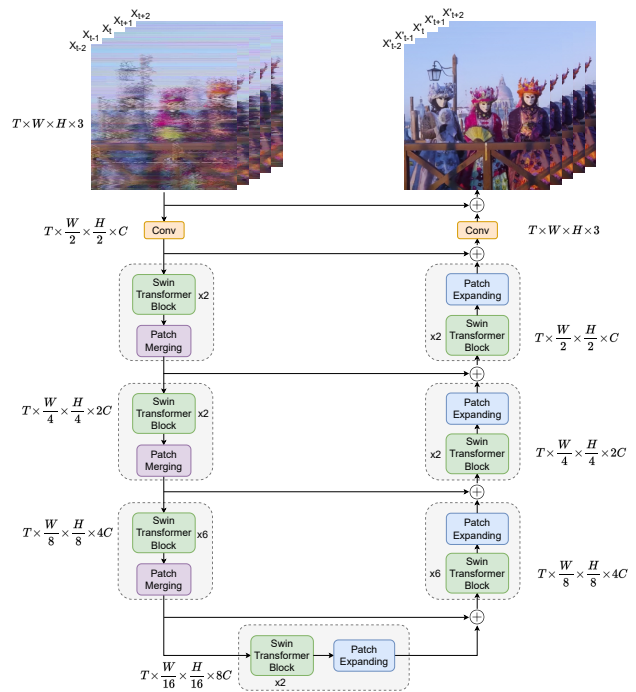 X_{t-2} X_{t-1} X_t X_{t+1} X_{t+2}
X'_{t-2} X'_{t-1} X'_t X'_{t+1} X'_{t+2}
T×W×H×3
T×W/2×H/2×C
Conv
Conv
T×W×H×3
Swin
Transformer
Block
x2
Patch
Merging
Patch
Expanding
x2
Swin
Transformer
Block
T×W/2×H/2×C
T×W/4×H/4×2C
Swin
Transformer
Block
x2
Patch
Merging
Patch
Expanding
x2
Swin
Transformer
Block
T×W/4×H/4×2C
T×W/8×H/8×4C
Swin
Transformer
Block
x6
Patch
Merging
Patch
Expanding
x6
Swin
Transformer
Block
T×W/8×H/8×4C
T×W/16×H/16×8C
Swin
Transformer
Block
x2
Patch
Expanding